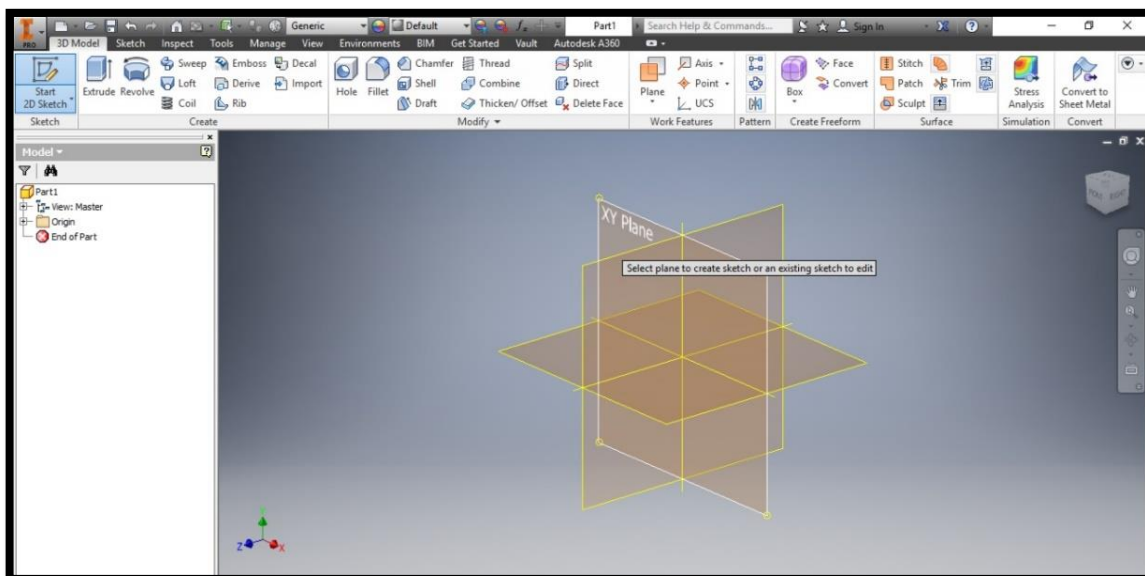 PRO
Generic
Default
Part1
Search Help & Commands...
Sign In
3D Model Sketch Inspect Tools Manage View Environments BIM Get Started Vault Autodesk A360
Start
2D Sketch
Extrude
Revolve
Sweep
Loft
Coil
Emboss
Derive
Rib
Decal
Import
Hole
Fillet
Chamfer
Shell
Draft
Thread
Combine
Thicken/ Offset
Split
Direct
Delete Face
Plane
Axis
Point
UCS
Box
Face
Convert
Stitch
Patch
Sculpt
Trim
Stress
Analysis
Convert to
Sheet Metal
Sketch
Create
Modify
Work Features
Pattern
Create Freeform
Surface
Simulation
Convert
Model
Part1
View: Master
Origin
End of Part
XY Plane
Select plane to create sketch or an existing sketch to edit
RIGHT
Y
Z
X